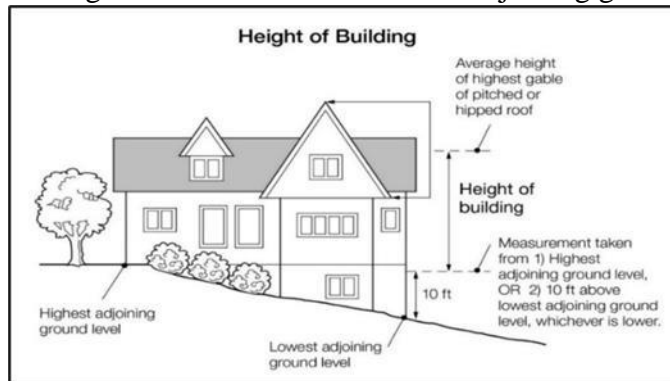 Height of Building
Average height
of highest gable
of pitched or
hipped roof
Height of
building
Measurement taken
from 1) Highest
adjoining ground level,
OR 2) 10 ft above
lowest adjoining ground
level, whichever is lower.
10 ft
Highest adjoining
ground level
Lowest adjoining
ground level